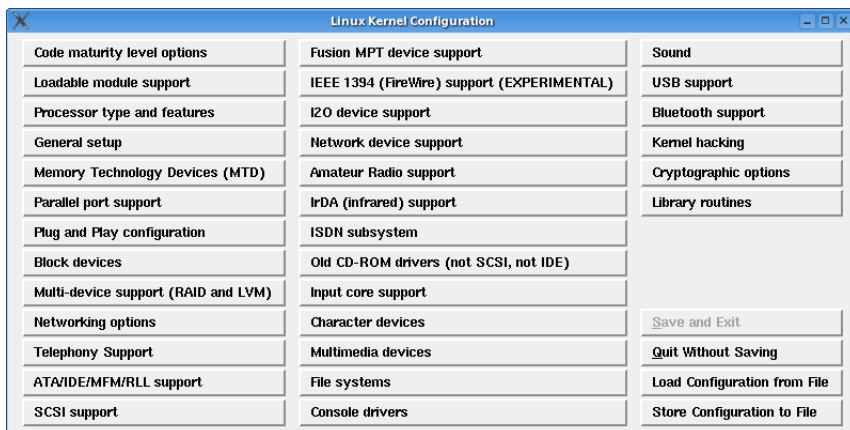 Linux Kernel Configuration
Code maturity level options
Loadable module support
Processor type and features
General setup
Memory Technology Devices (MTD)
Parallel port support
Plug and Play configuration
Block devices
Multi-device support (RAID and LVM)
Networking options
Telephony Support
ATA/IDE/MFM/RLL support
SCSI support
Fusion MPT device support
IEEE 1394 (FireWire) support (EXPERIMENTAL)
I2O device support
Network device support
Amateur Radio support
IrDA (infrared) support
ISDN subsystem
Old CD-ROM drivers (not SCSI, not IDE)
Input core support
Character devices
Multimedia devices
File systems
Console drivers
Sound
USB support
Bluetooth support
Kernel hacking
Cryptographic options
Library routines
Save and Exit
Quit Without Saving
Load Configuration from File
Store Configuration to File